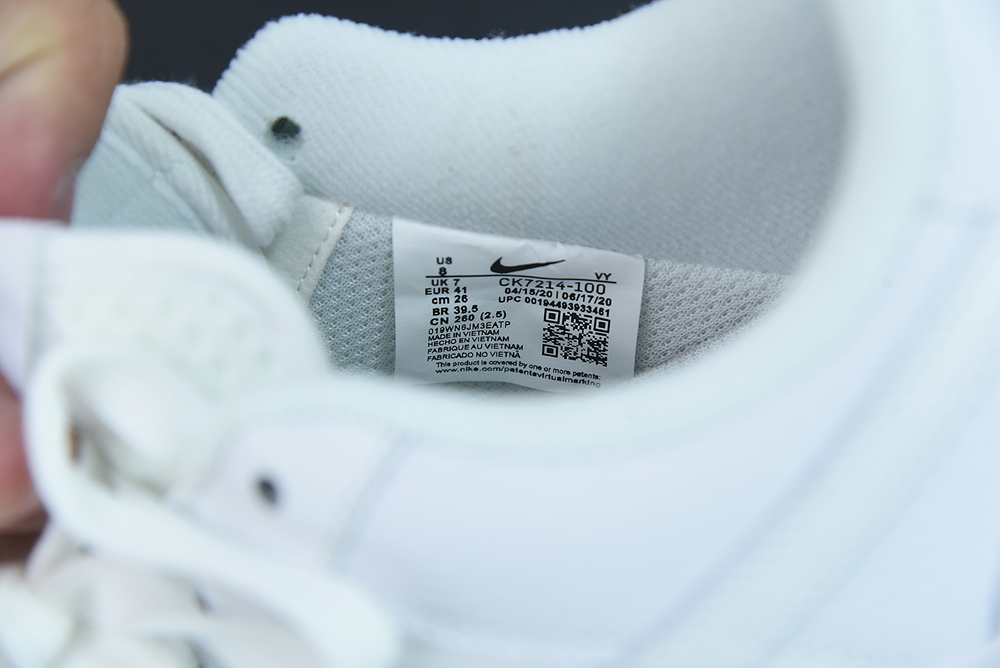 US
8
UK 7
EUR 41
cm 26
BR 39.5
CN 260 (2.5)
019WN6JM3EATP
MADE IN VIETNAM
HECHO EN VIETNAM
FABRIQUE AU VIETNAM
FABRICADO NO VIETNÃ
VY
CK7214-100
04/15/20 | 06/17/20
UPC 00194493933461
This product is covered by one or more patents:
www.nike.com/patentsvirtualmarking